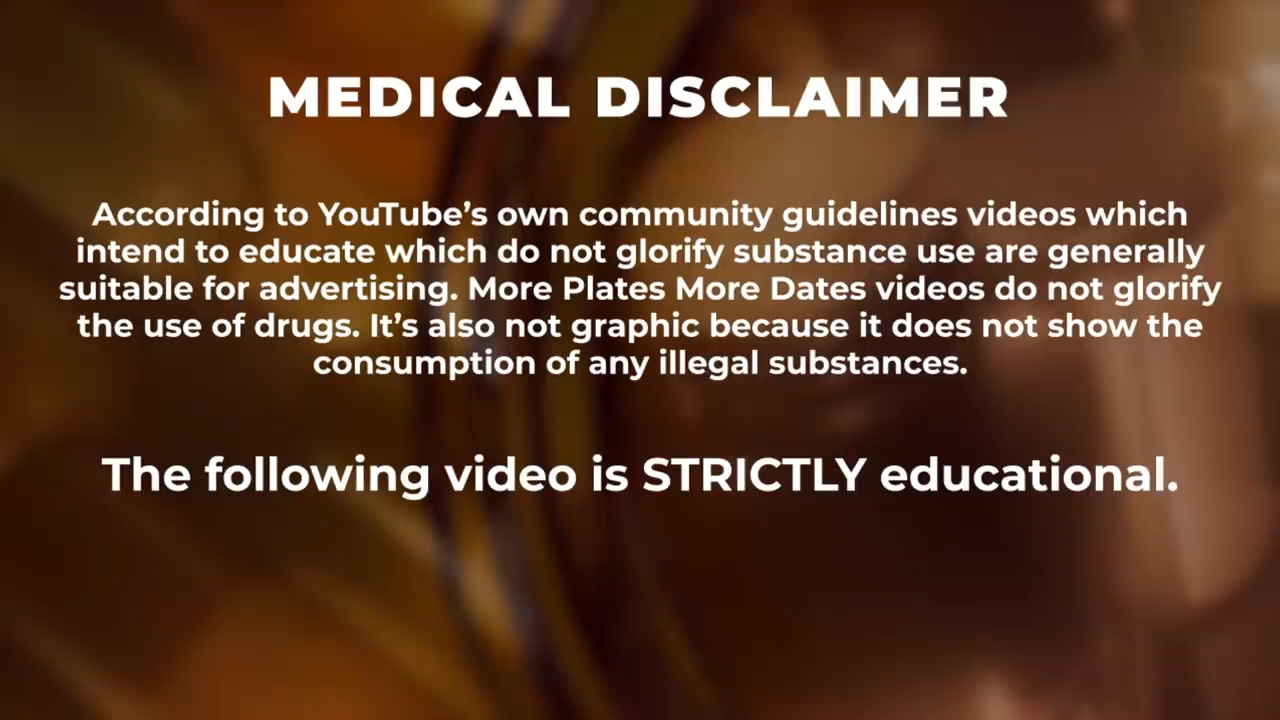 MEDICAL DISCLAIMER
According to YouTube’s own community guidelines videos which
intend to educate which do not glorify substance use are generally
suitable for advertising. More Plates More Dates videos do not glorify
the use of drugs. It’s also not graphic because it does not show the
consumption of any illegal substances.
The following video is STRICTLY educational.